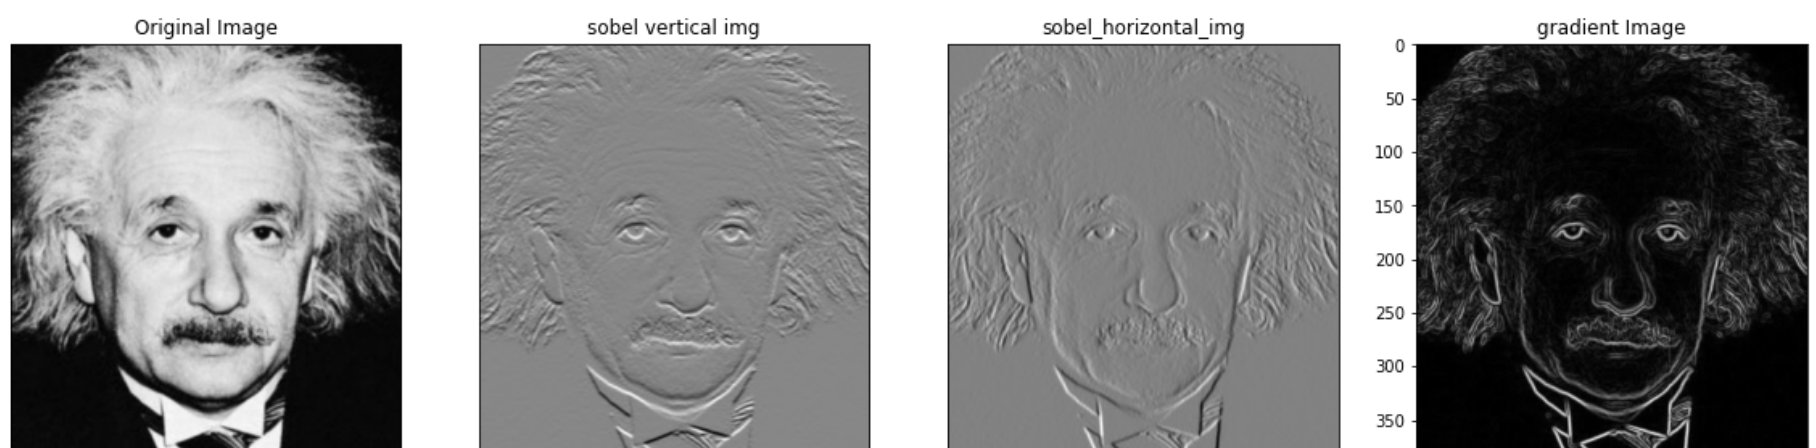 Original Image
sobel vertical img
sobel_horizontal_img
gradient Image
0
50
100
150
200
250
300
350